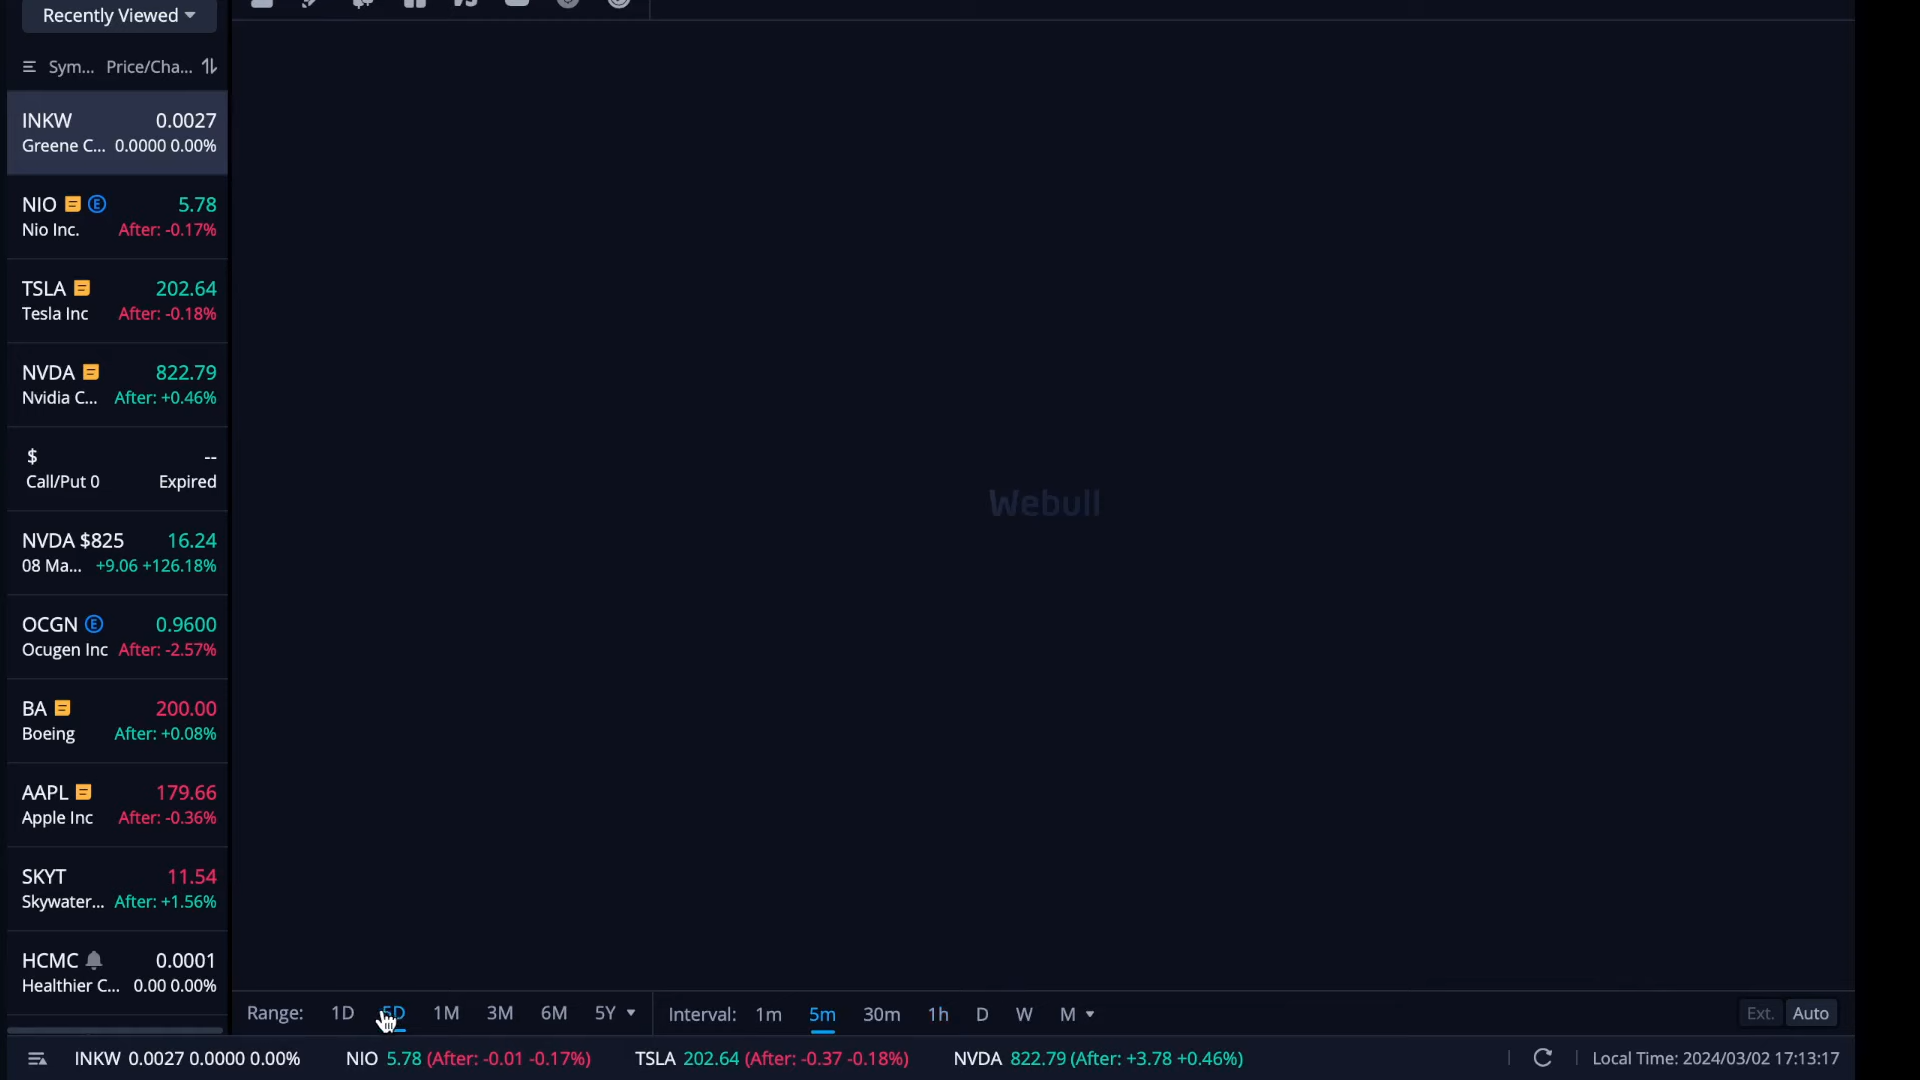 Recently Viewed
Sym... Price/Cha...
INKW 0.0027
Greene C... 0.0000 0.00%
NIO E 5.78
Nio Inc. After: -0.17%
TSLA 202.64
Tesla Inc After: -0.18%
NVDA 822.79
Nvidia C... After: +0.46%
$ --
Call/Put 0 Expired
NVDA $825 16.24
08 Ma... +9.06 +126.18%
OCGN E 0.9600
Ocugen Inc After: -2.57%
BA 200.00
Boeing After: +0.08%
AAPL 179.66
Apple Inc After: -0.36%
SKYT 11.54
Skywater... After: +1.56%
HCMC 0.0001
Healthier C... 0.00 0.00%
Webull
Range: 1D 5D 1M 3M 6M 5Y Interval: 1m 5m 30m 1h D W M Ext. Auto
INKW 0.0027 0.0000 0.00% NIO 5.78 (After: -0.01 -0.17%) TSLA 202.64 (After: -0.37 -0.18%) NVDA 822.79 (After: +3.78 +0.46%) Local Time: 2024/03/02 17:13:17